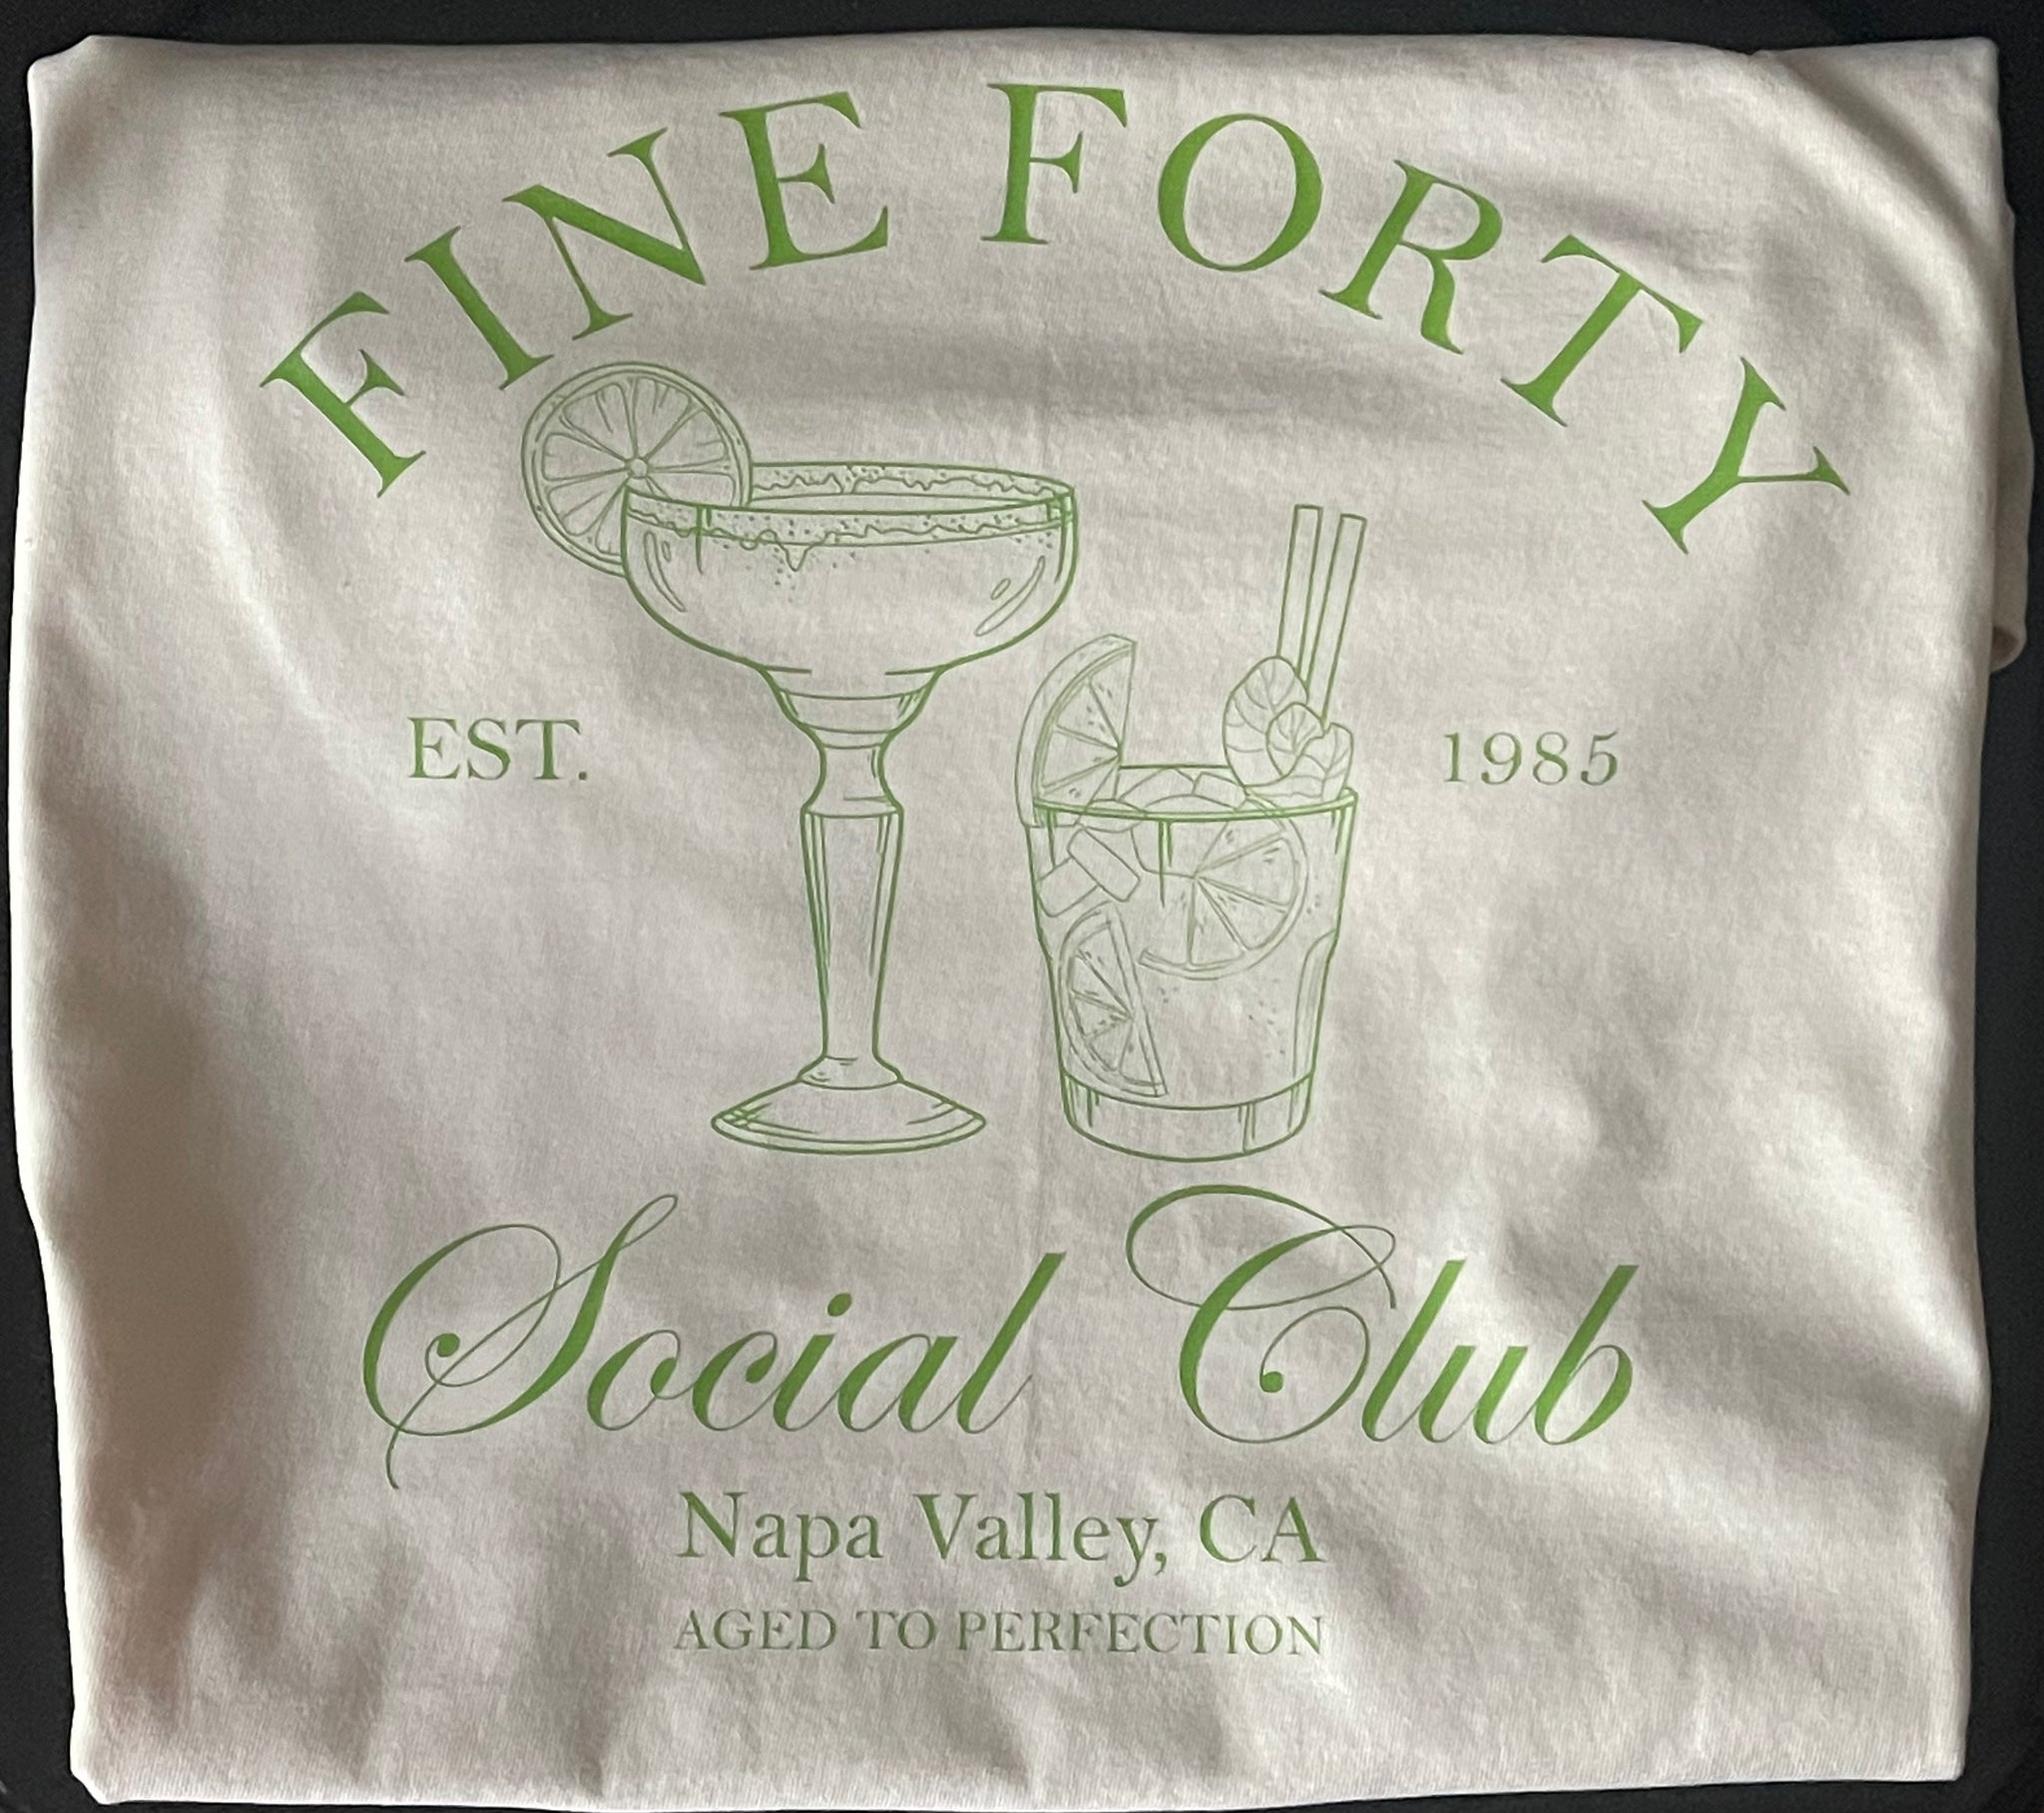 FINE FORTY
EST. 1985
Social Club
Napa Valley, CA
AGED TO PERFECTION